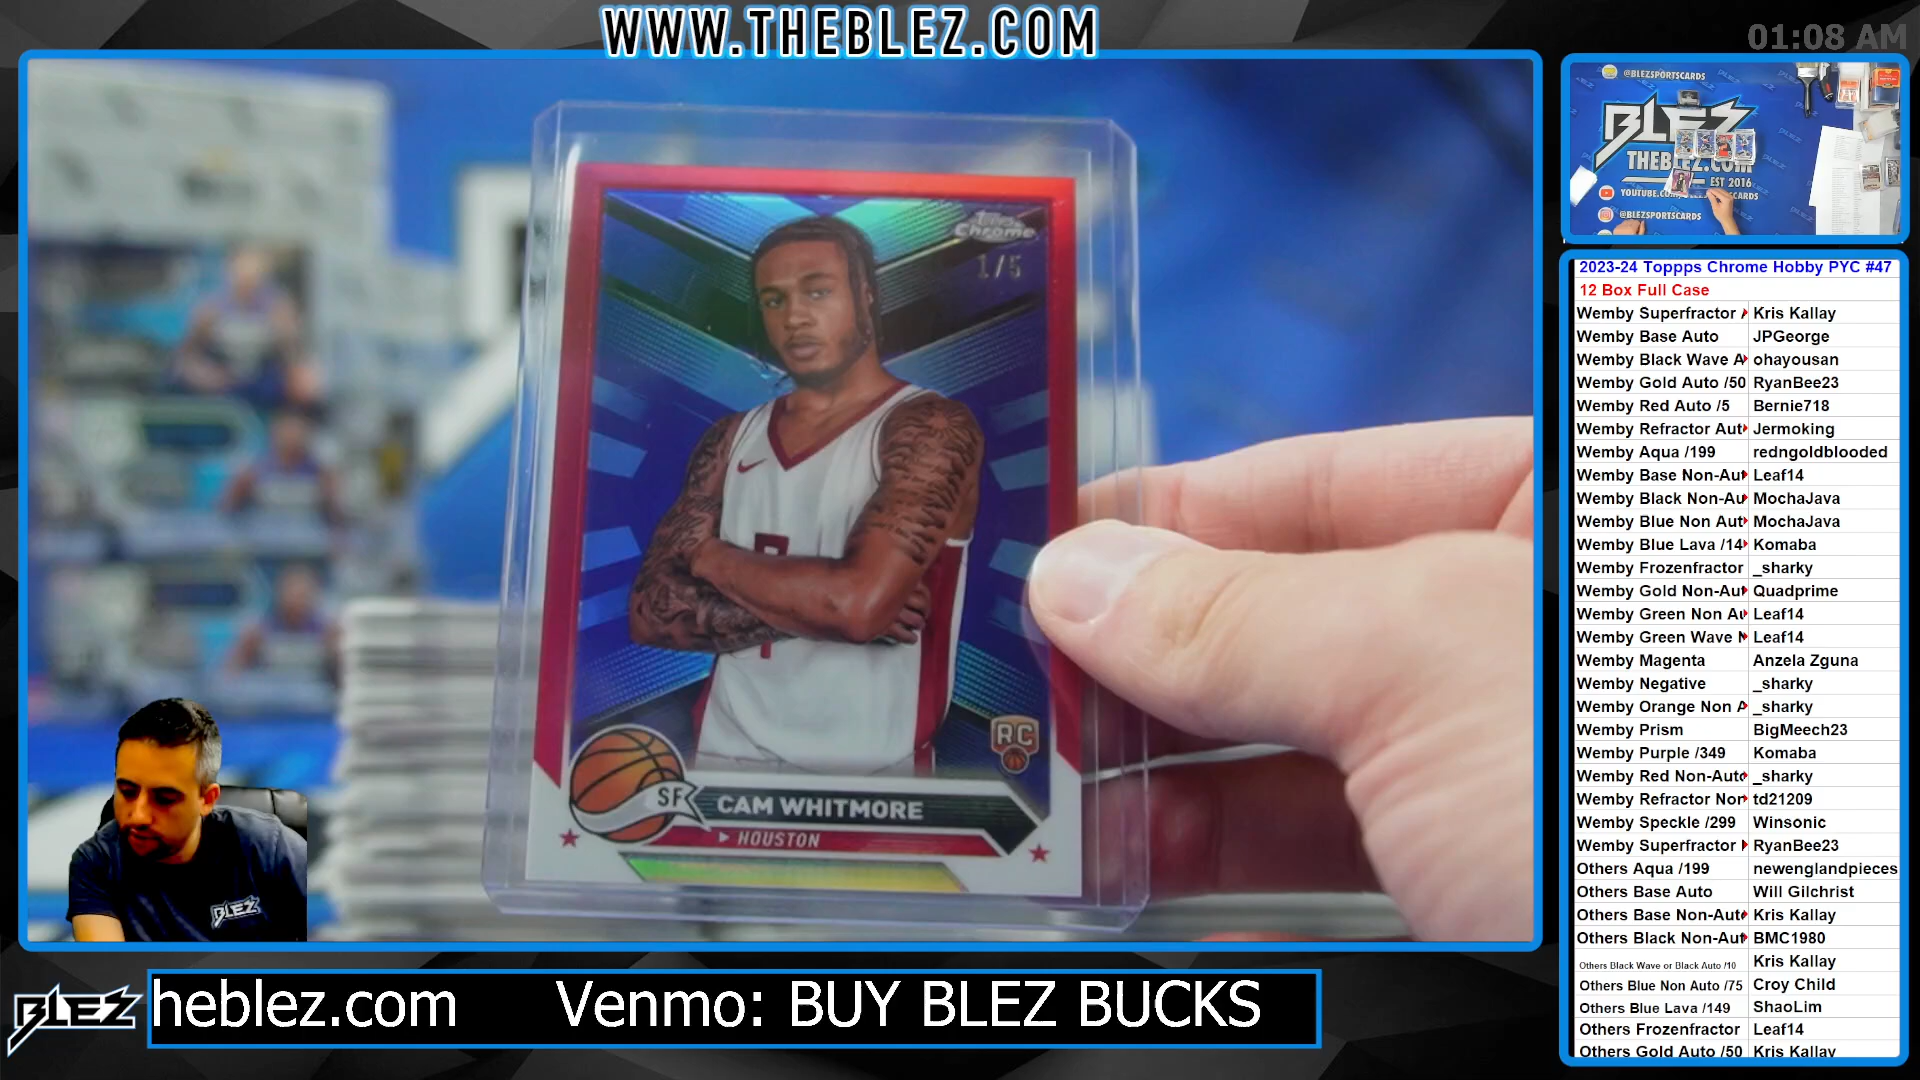 WWW.THEBLEZ.COM
01:08 AM
Topps
Chrome
1/5
RC
SF
CAM WHITMORE
HOUSTON
BLEZ
@BLEZSPORTSCARDS
BLEZ
THEBLEZ.COM
EST 2016
@BLEZSPORTSCARDS
2023-24 Toppps Chrome Hobby PYC #47
12 Box Full Case
Wemby Superfractor Kris Kallay
Wemby Base Auto JPGeorge
Wemby Black Wave A ohayousan
Wemby Gold Auto /50 RyanBee23
Wemby Red Auto /5 Bernie718
Wemby Refractor Aut Jermoking
Wemby Aqua /199 redngoldblooded
Wemby Base Non-Au Leaf14
Wemby Black Non-Au MochaJava
Wemby Blue Non Aut MochaJava
Wemby Blue Lava /14 Komaba
Wemby Frozenfractor _sharky
Wemby Gold Non-Au Quadprime
Wemby Green Non Au Leaf14
Wemby Green Wave N Leaf14
Wemby Magenta Anzela Zguna
Wemby Negative _sharky
Wemby Orange Non A _sharky
Wemby Prism BigMeech23
Wemby Purple /349 Komaba
Wemby Red Non-Auto _sharky
Wemby Refractor Non td21209
Wemby Speckle /299 Winsonic
Wemby Superfractor RyanBee23
Others Aqua /199 newenglandpieces
Others Base Auto Will Gilchrist
Others Base Non-Auto Kris Kallay
Others Black Non-Aut BMC1980
Others Black Wave or Black Auto /10 Kris Kallay
Others Blue Non Auto /75 Croy Child
Others Blue Lava /149 ShaoLim
Others Frozenfractor Leaf14
Others Gold Auto /50 Kris Kallay
BLEZ
heblez.com Venmo: BUY BLEZ BUCKS